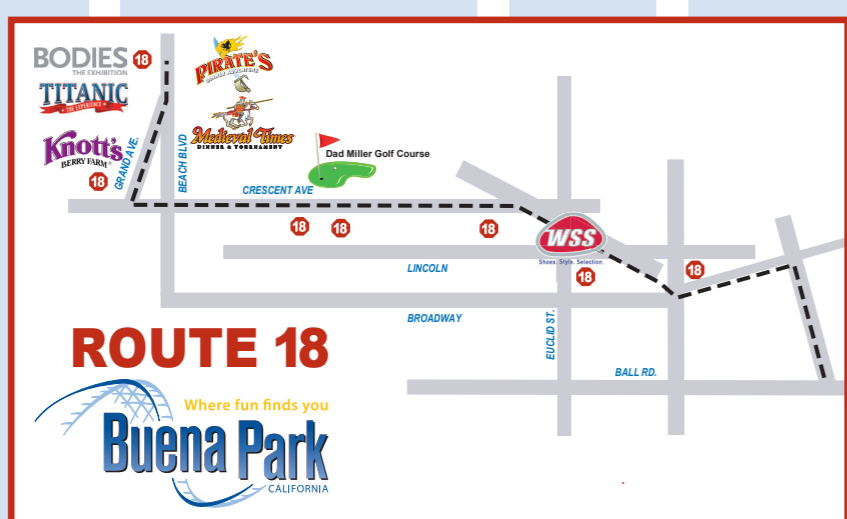 BODIES
THE EXHIBITION
18
TITANIC
THE EXPERIENCE
Knott's
BERRY FARM®
18
GRAND AVE.
BEACH BLVD
PIRATE'S
DINNER ADVENTURE
Medieval Times
DINNER & TOURNAMENT
Dad Miller Golf Course
CRESCENT AVE
18
18
18
WSS
Shoes. Style. Selection.
18
18
LINCOLN
BROADWAY
EUCLID ST.
BALL RD.
ROUTE 18
Where fun finds you
Buena Park
CALIFORNIA